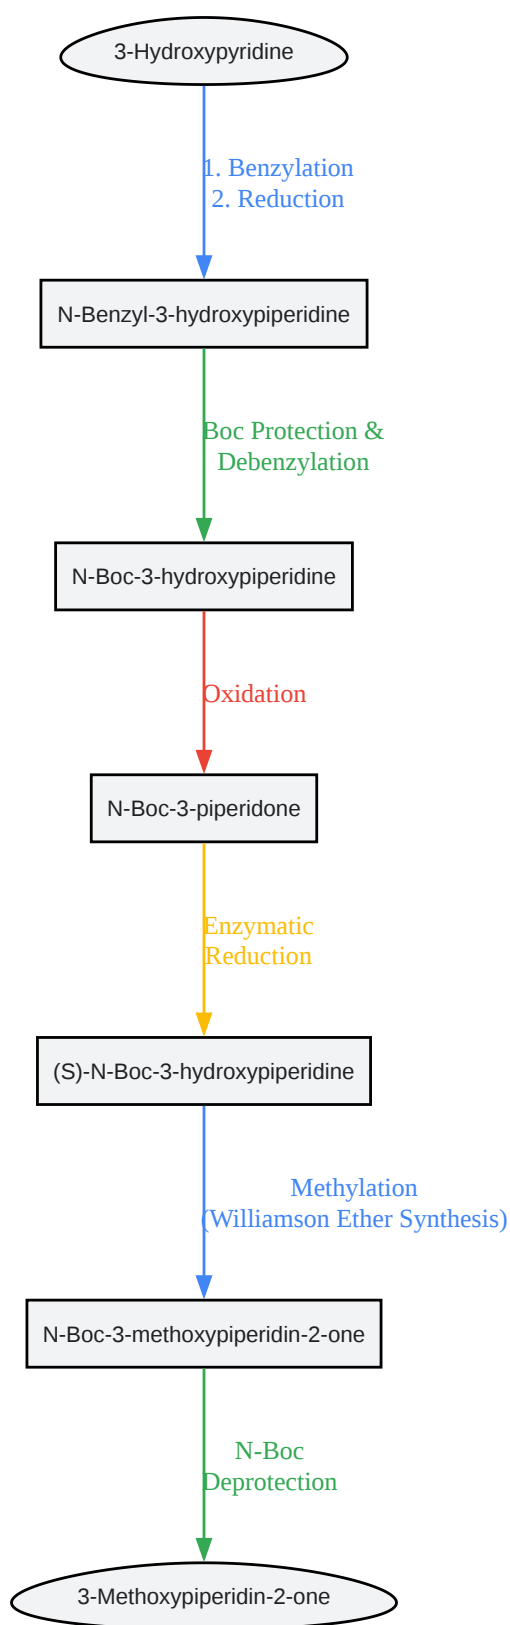 3-Hydroxypyridine
1. Benzylation
2. Reduction
N-Benzyl-3-hydroxypiperidine
Boc Protection &
Debenzylation
N-Boc-3-hydroxypiperidine
Oxidation
N-Boc-3-piperidone
Enzymatic
Reduction
(S)-N-Boc-3-hydroxypiperidine
Methylation
(Williamson Ether Synthesis)
N-Boc-3-methoxypiperidin-2-one
N-Boc
Deprotection
3-Methoxypiperidin-2-one